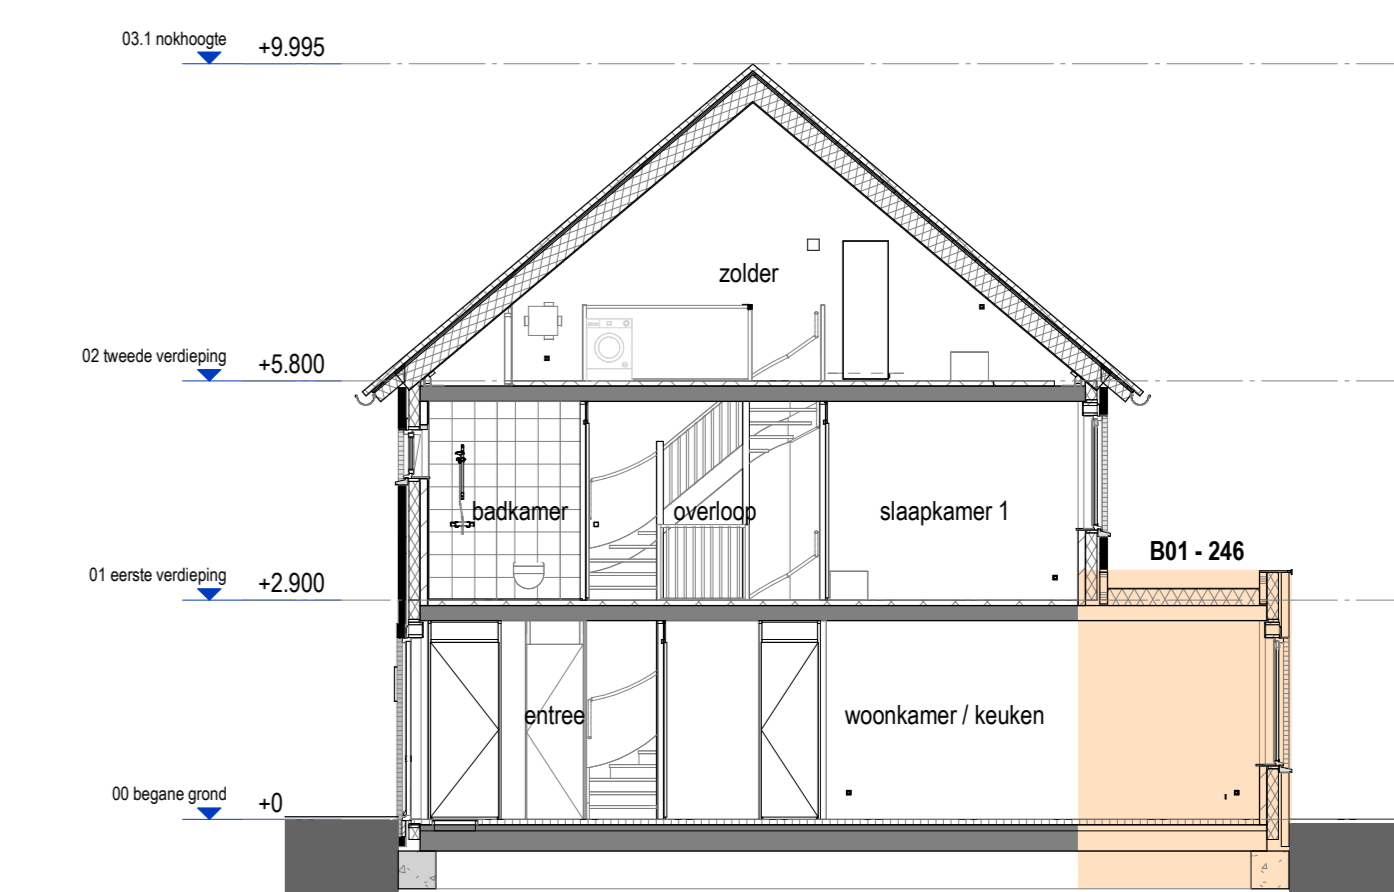 03.1 nokhoogte +9.995
zolder
02 tweede verdieping +5.800
badkamer overloop slaapkamer 1
B01 - 246
01 eerste verdieping +2.900
entree woonkamer / keuken
00 begane grond +0